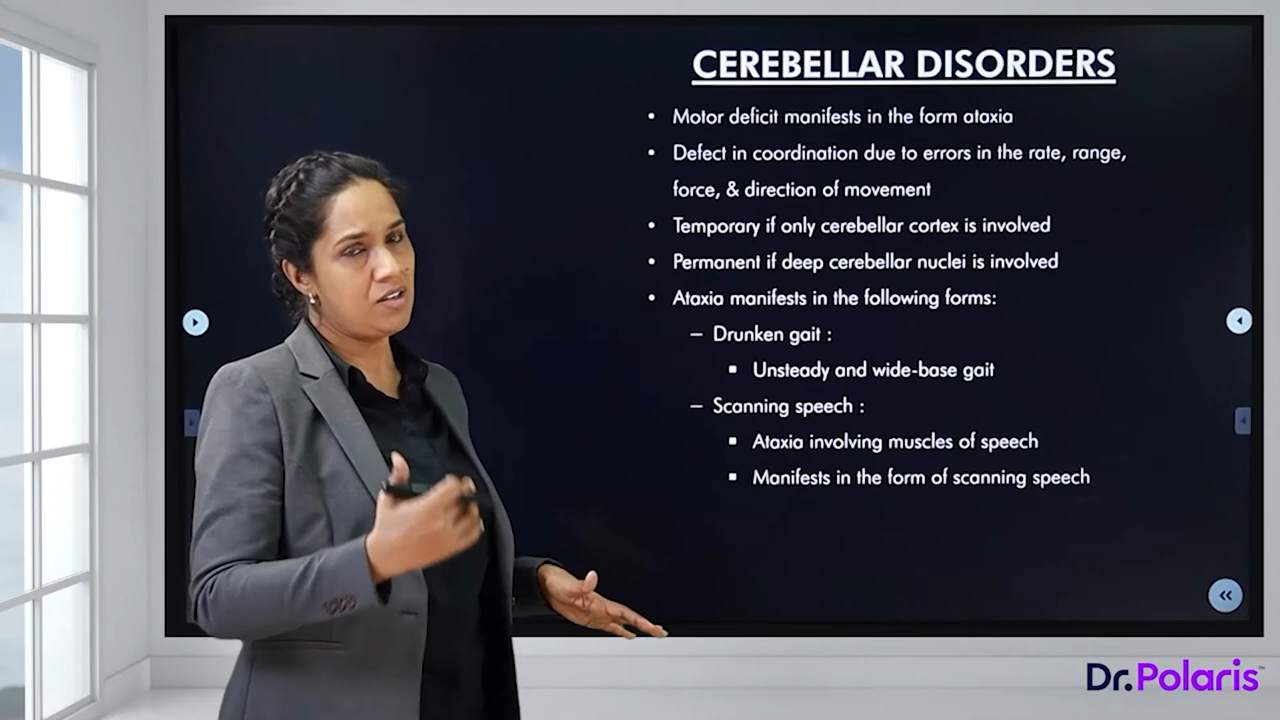 CEREBELLAR DISORDERS
• Motor deficit manifests in the form ataxia
• Defect in coordination due to errors in the rate, range,
force, & direction of movement
• Temporary if only cerebellar cortex is involved
• Permanent if deep cerebellar nuclei is involved
• Ataxia manifests in the following forms:
– Drunken gait :
▪ Unsteady and wide-base gait
– Scanning speech :
▪ Ataxia involving muscles of speech
▪ Manifests in the form of scanning speech
Dr.Polaris™